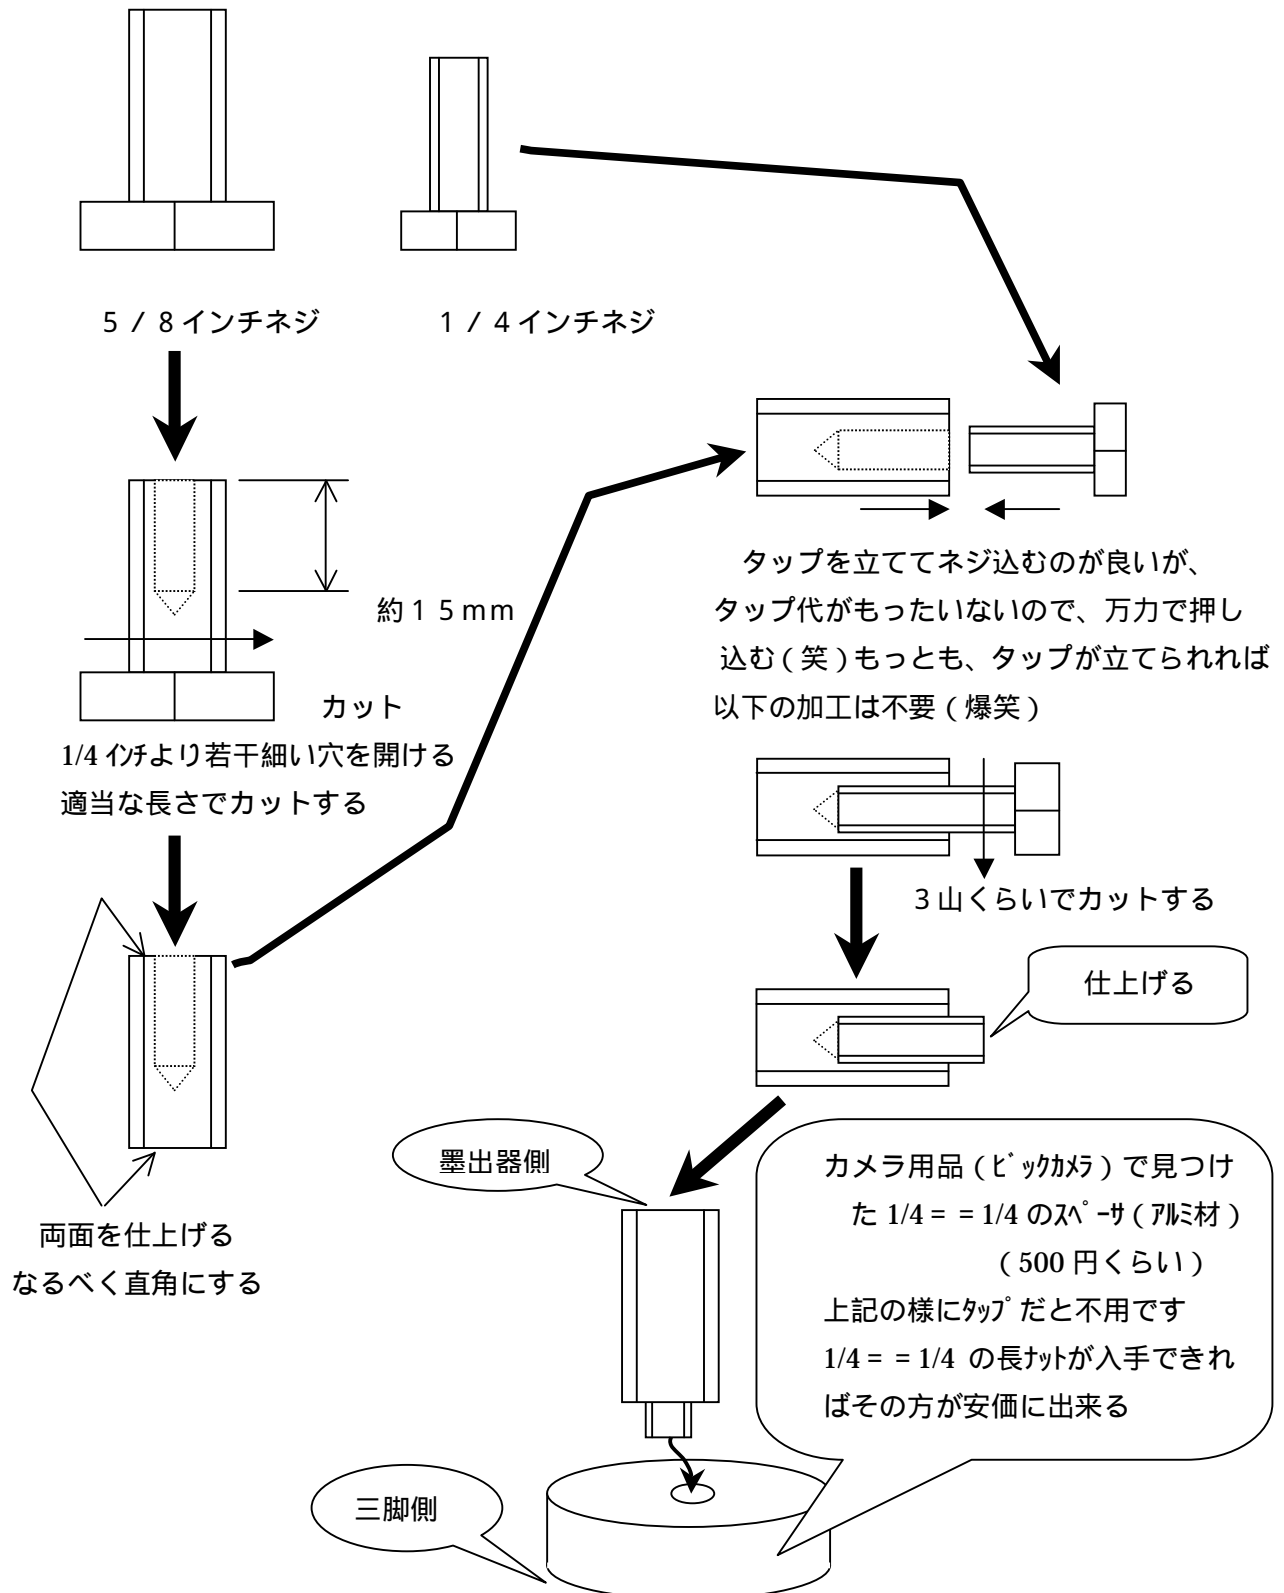 ５／８インチネジ
１／４インチネジ
約１５mm
カット
1/4 ｲﾝﾁより若干細い穴を開ける
適当な長さでカットする
両面を仕上げる
なるべく直角にする
タップを立ててネジ込むのが良いが、
タップ代がもったいないので、万力で押し
込む（笑）もっとも、タップが立てられれば
以下の加工は不要（爆笑）
３山くらいでカットする
仕上げる
墨出器側
カメラ用品（ﾋﾞｯｸｶﾒﾗ）で見つけ
た 1/4 = = 1/4 のｽﾍﾟｰｻ（ｱﾙﾐ材）
（500 円くらい）
上記の様にﾀｯﾌﾟだと不用です
1/4 = = 1/4 の長ﾅｯﾄが入手できれ
ばその方が安価に出来る
三脚側